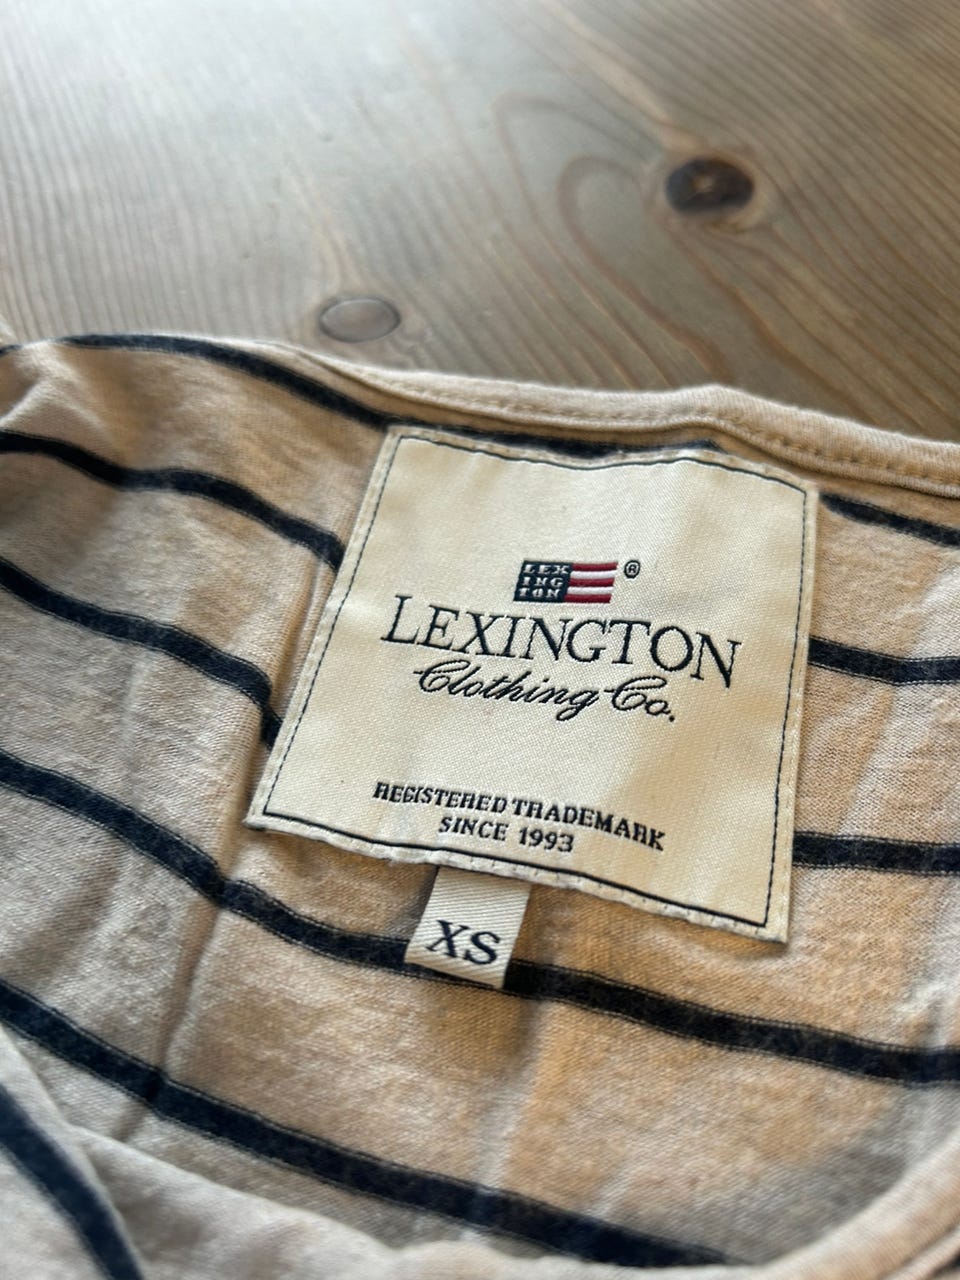 LEX
ING
TON
®
LEXINGTON
Clothing Co.
REGISTERED TRADEMARK
SINCE 1993
XS